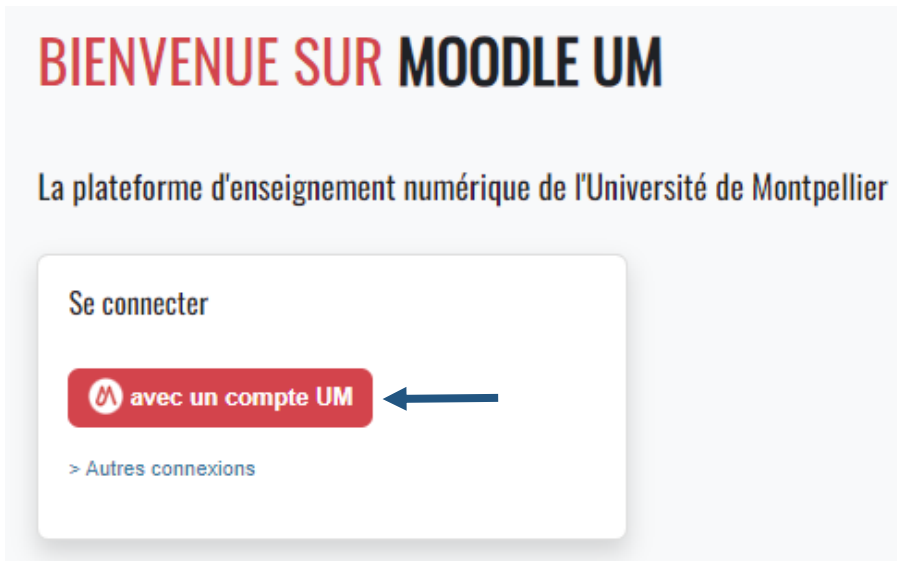 BIENVENUE SUR MOODLE UM
La plateforme d'enseignement numérique de l'Université de Montpellier
Se connecter
avec un compte UM
> Autres connexions